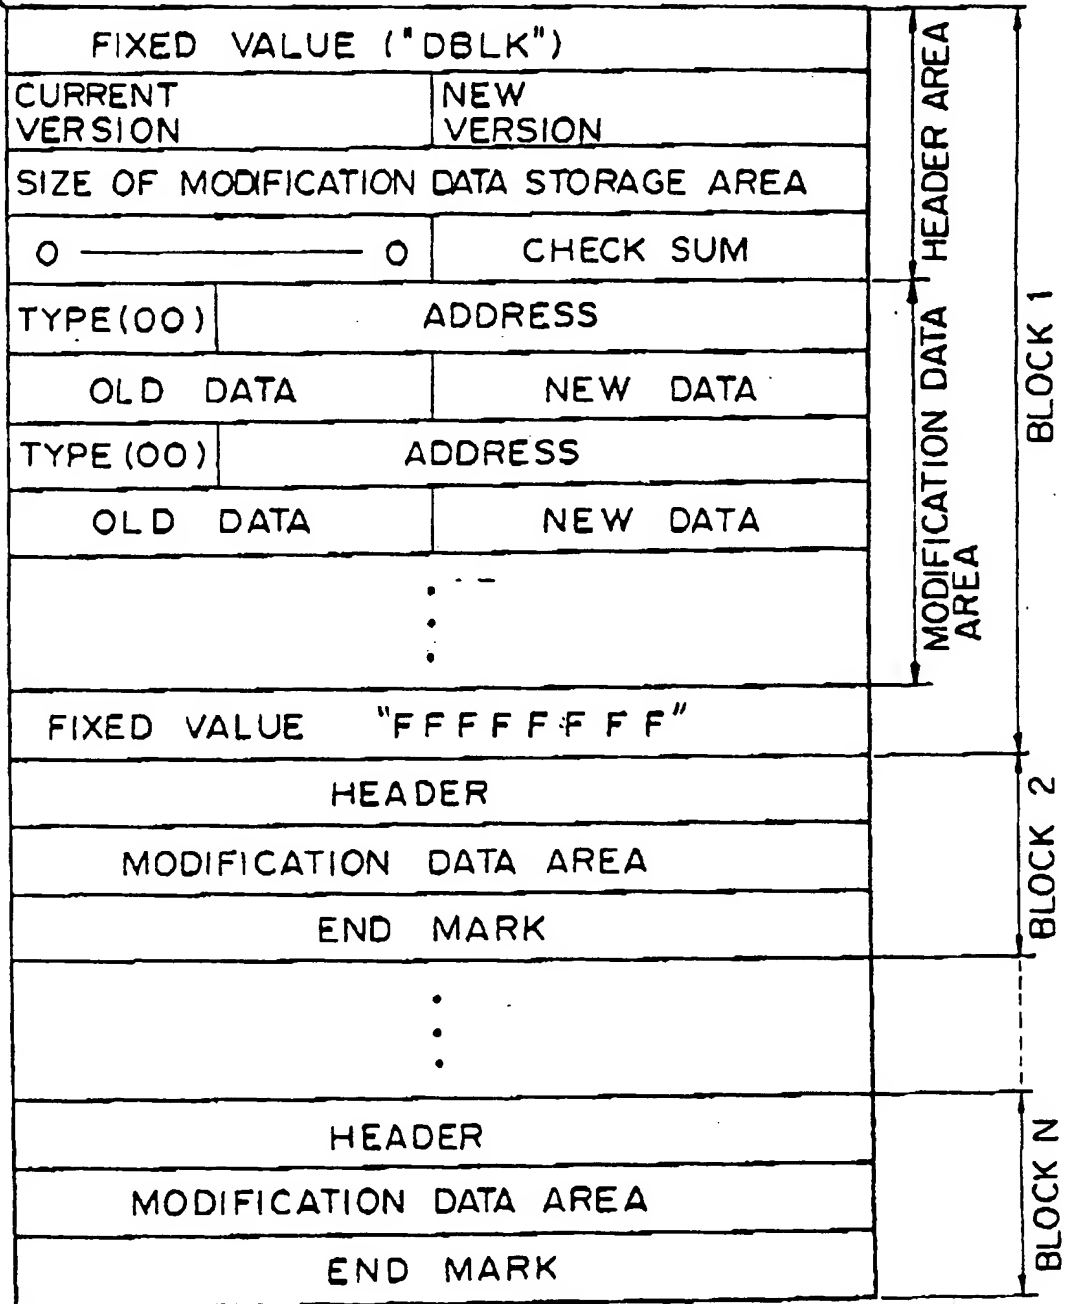 FIXED VALUE ("DBLK")
CURRENT VERSION
NEW VERSION
SIZE OF MODIFICATION DATA STORAGE AREA
0 0
CHECK SUM
TYPE(00)
ADDRESS
OLD DATA
NEW DATA
TYPE(00)
ADDRESS
OLD DATA
NEW DATA
FIXED VALUE "FFFFFFFF"
HEADER
MODIFICATION DATA AREA
END MARK
HEADER
MODIFICATION DATA AREA
END MARK
HEADER AREA
MODIFICATION DATA AREA
BLOCK 1
BLOCK 2
BLOCK N